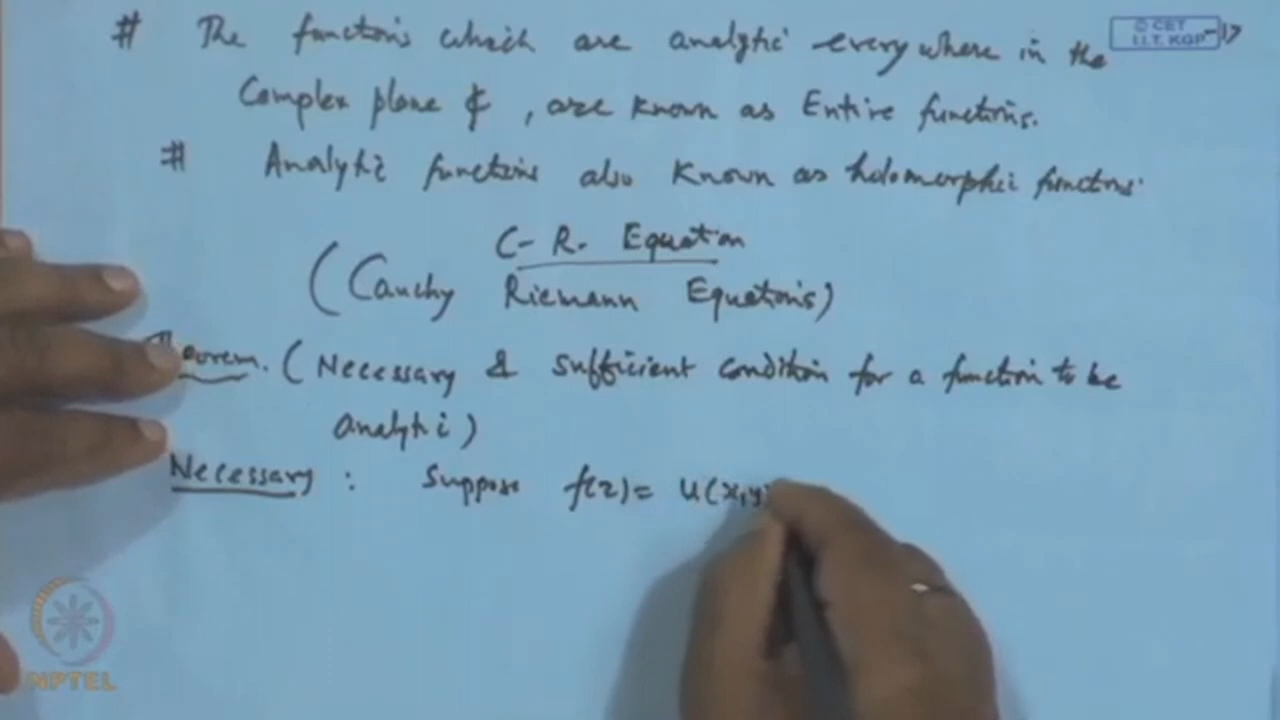 # The functions which are analytic everywhere in the
Complex plane ₵, are known as Entire functions.
# Analytic functions also known as holomorphic functions.
C-R. Equation
(Cauchy Riemann Equations)
Theorem. (Necessary & sufficient condition for a function to be
analytic)
Necessary : Suppose f(z) = u(x,y)
© CET
I.I.T. KGP
NPTEL